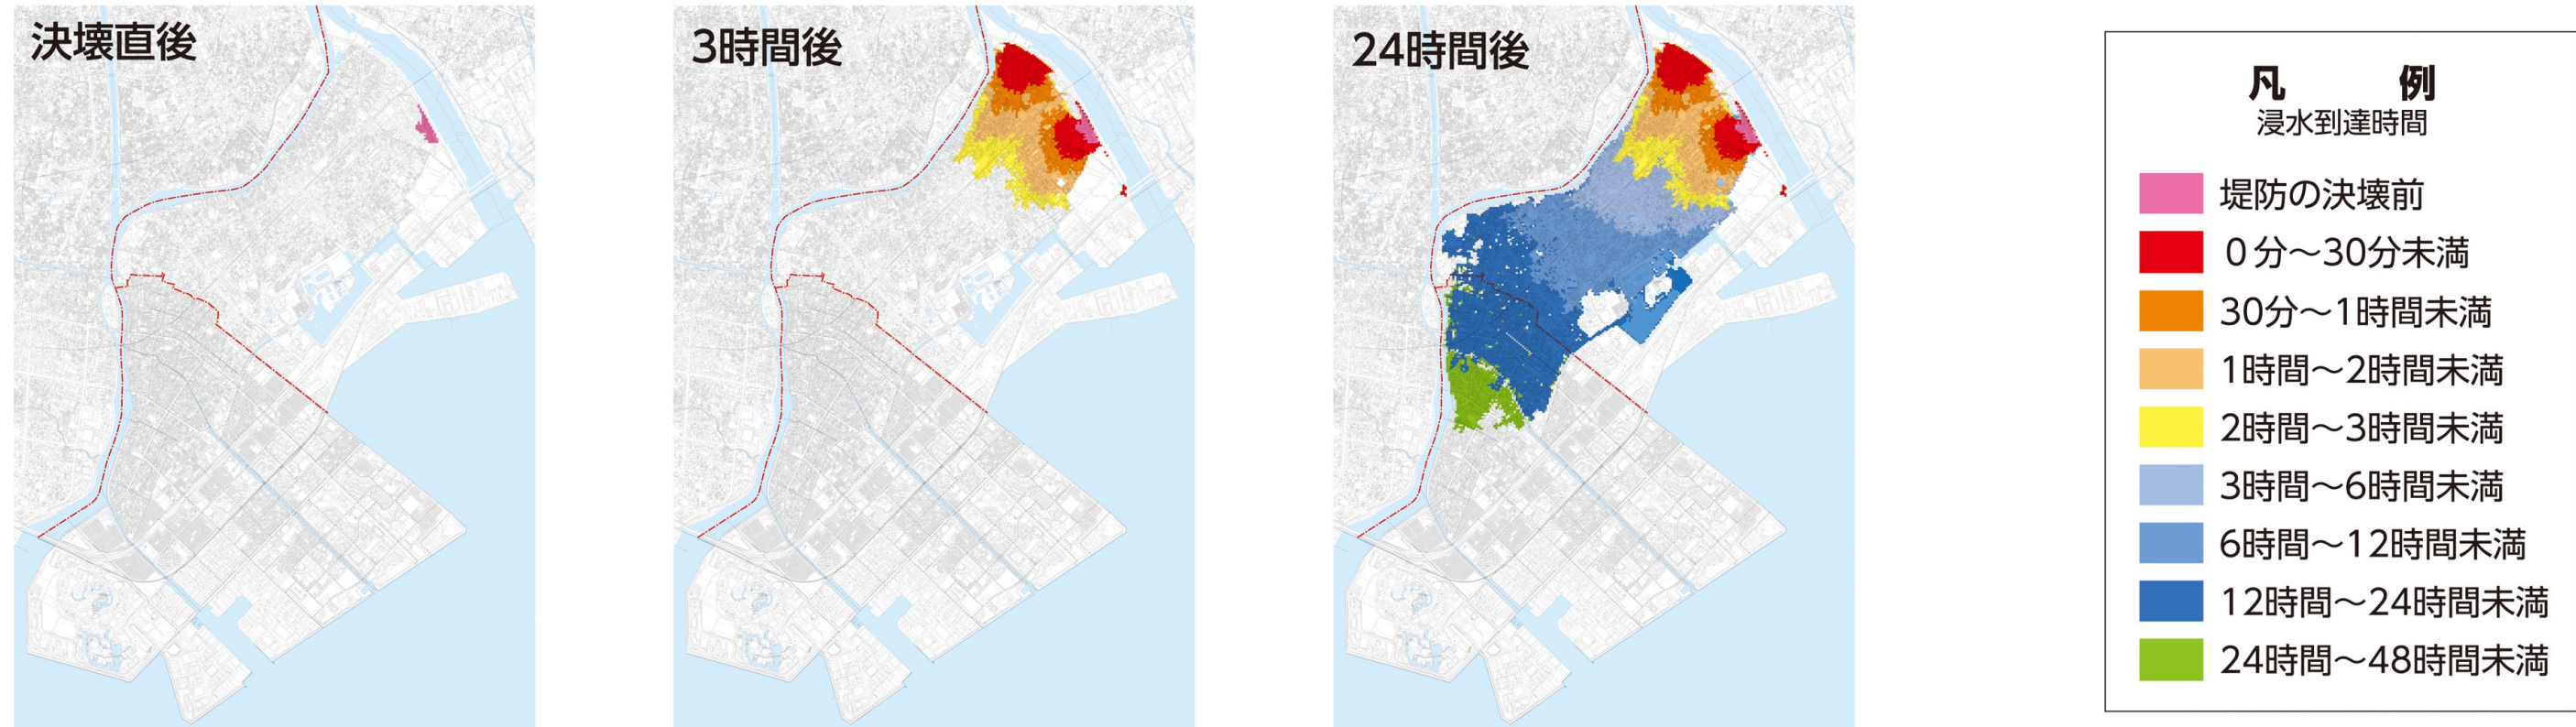 決壊直後
3時間後
24時間後
凡　例
浸水到達時間
堤防の決壊前
0分～30分未満
30分～1時間未満
1時間～2時間未満
2時間～3時間未満
3時間～6時間未満
6時間～12時間未満
12時間～24時間未満
24時間～48時間未満